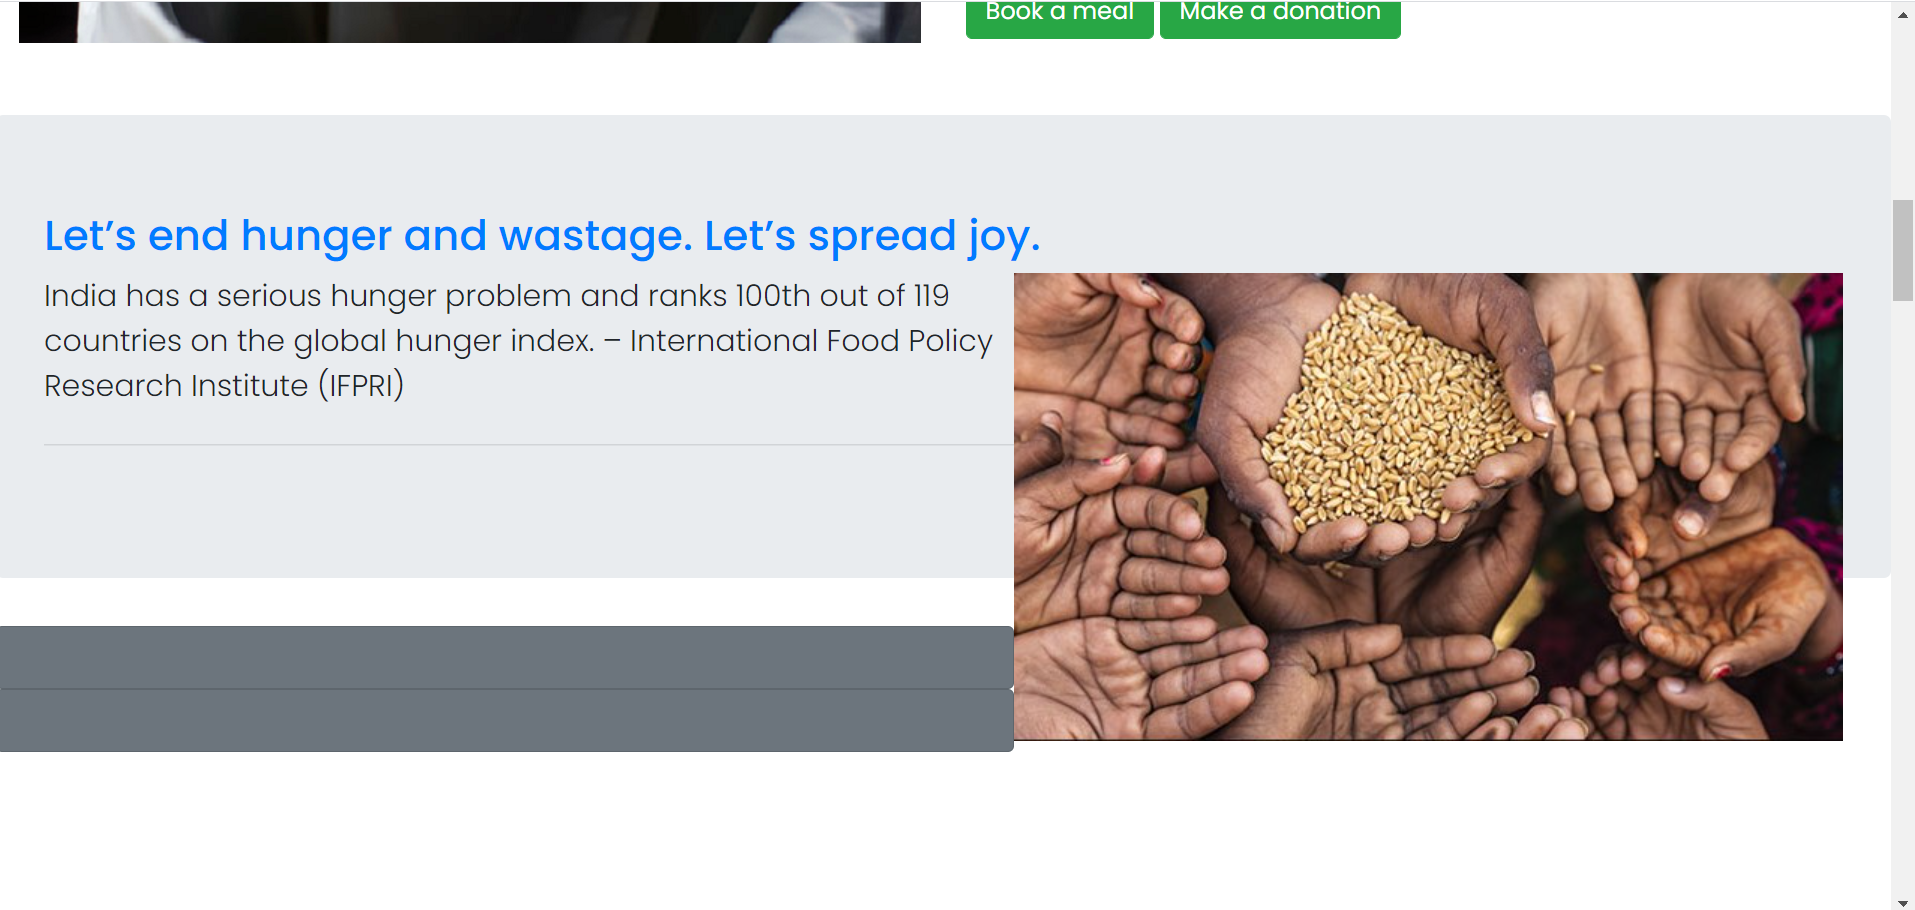 Book a meal
Make a donation
Let’s end hunger and wastage. Let’s spread joy.
India has a serious hunger problem and ranks 100th out of 119
countries on the global hunger index. – International Food Policy
Research Institute (IFPRI)